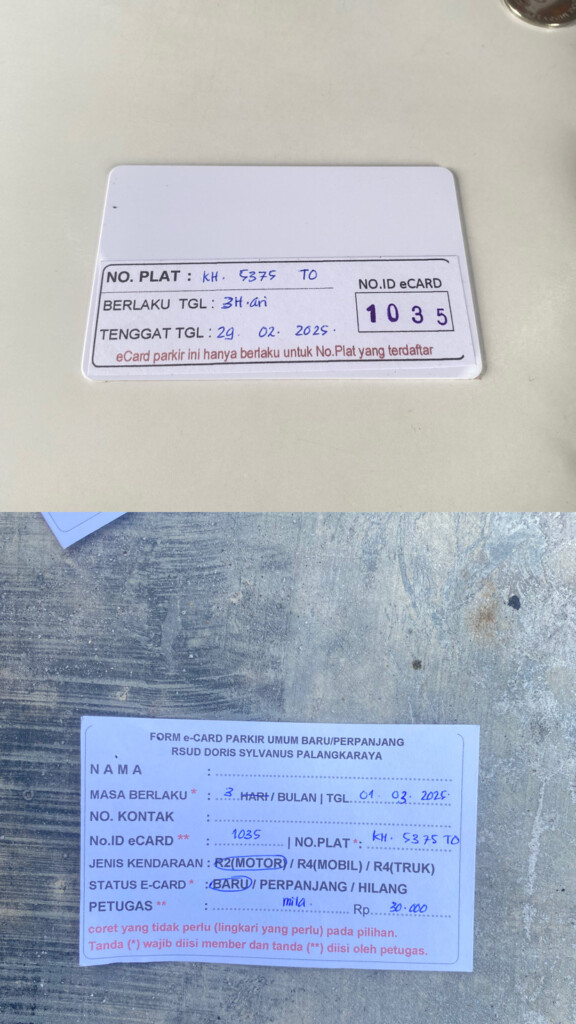 NO. PLAT : KH. 5375 TO
BERLAKU TGL : 3H.ari
TENGGAT TGL : 29. 02. 2025.
NO.ID eCARD
1035
eCard parkir ini hanya berlaku untuk No.Plat yang terdaftar
FORM e-CARD PARKIR UMUM BARU/PERPANJANG
RSUD DORIS SYLVANUS PALANGKARAYA
NAMA :
MASA BERLAKU * : 3 HARI / BULAN | TGL 01 03 2025
NO. KONTAK :
No.ID eCARD ** : 1035 | NO.PLAT * : KH. 5375 TO
JENIS KENDARAAN : R2(MOTOR) / R4(MOBIL) / R4(TRUK)
STATUS E-CARD * : BARU / PERPANJANG / HILANG
PETUGAS ** : mila. Rp. 30.000
coret yang tidak perlu (lingkari yang perlu) pada pilihan.
Tanda (*) wajib diisi member dan tanda (**) diisi oleh petugas.